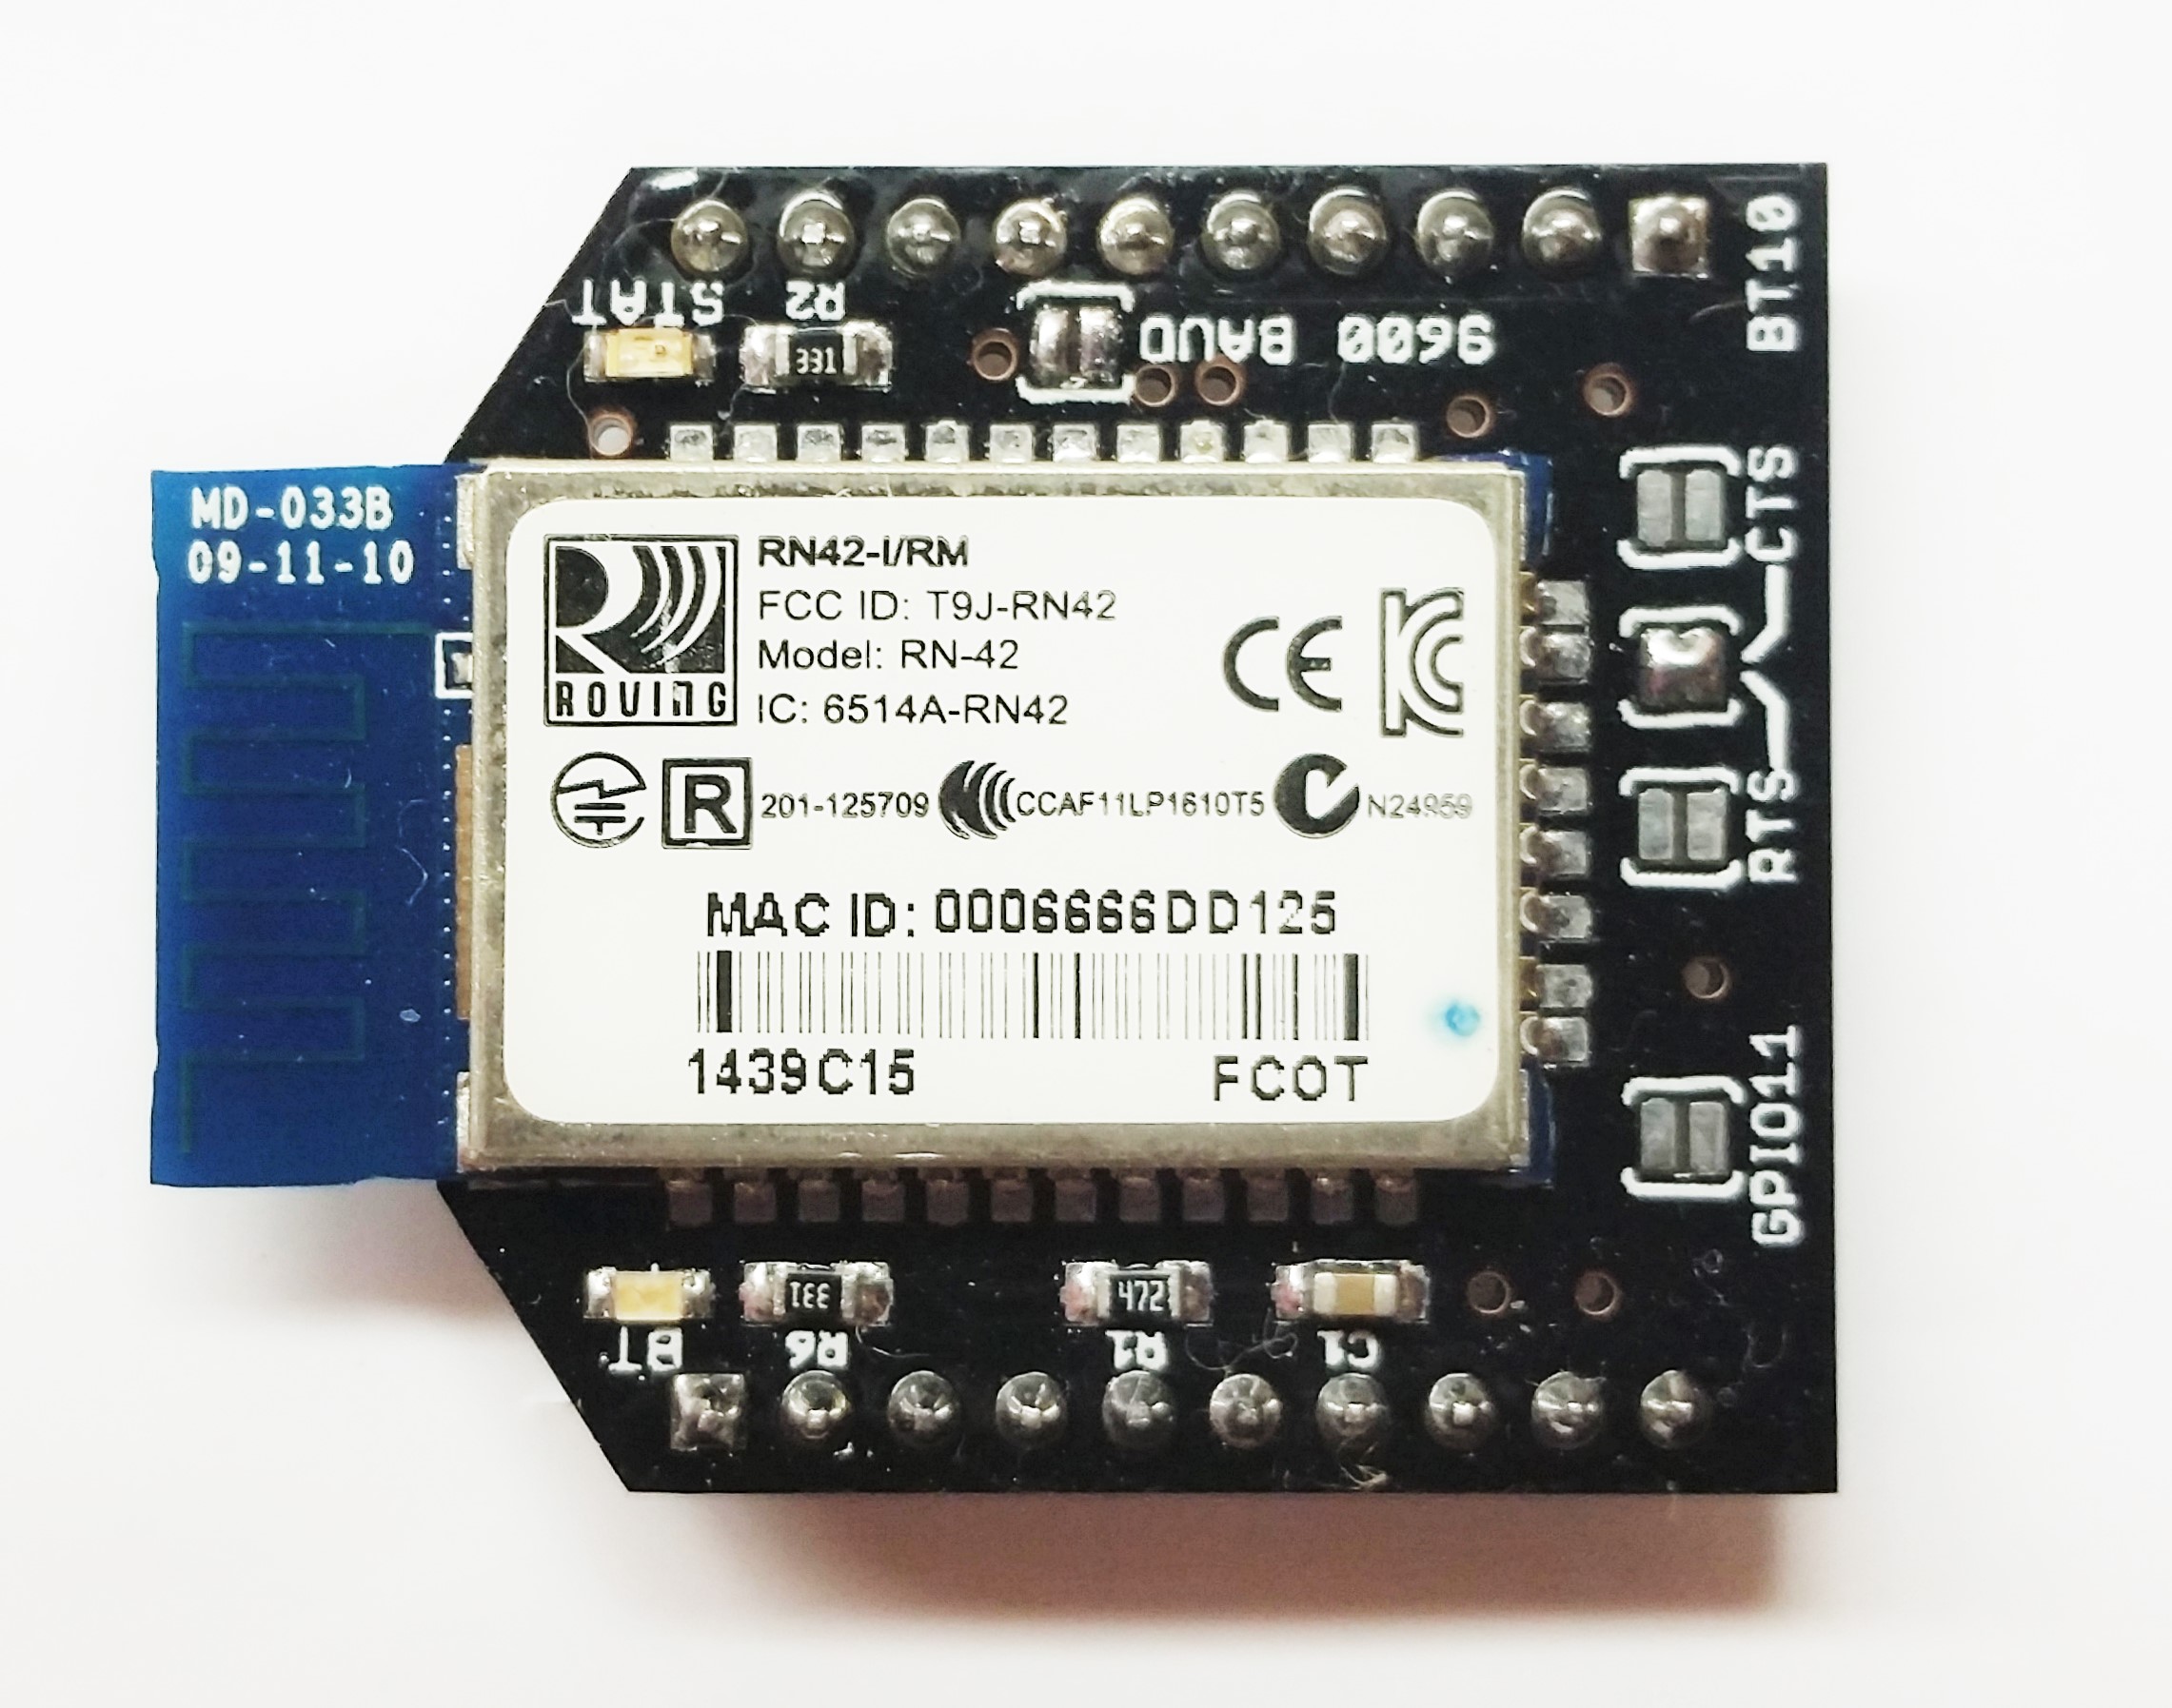 BT10
STAT
R2
331
9600 BAUD
CTS
MD-033B
09-11-10
ROVING
RN42-I/RM
FCC ID: T9J-RN42
Model: RN-42
IC: 6514A-RN42
CE
R
201-125709
CCAF11LP1610T5
N24959
RTS
MAC ID: 0006666DD125
1439C15
FCOT
GPIO11
331
472
BT
R6
R1
C1